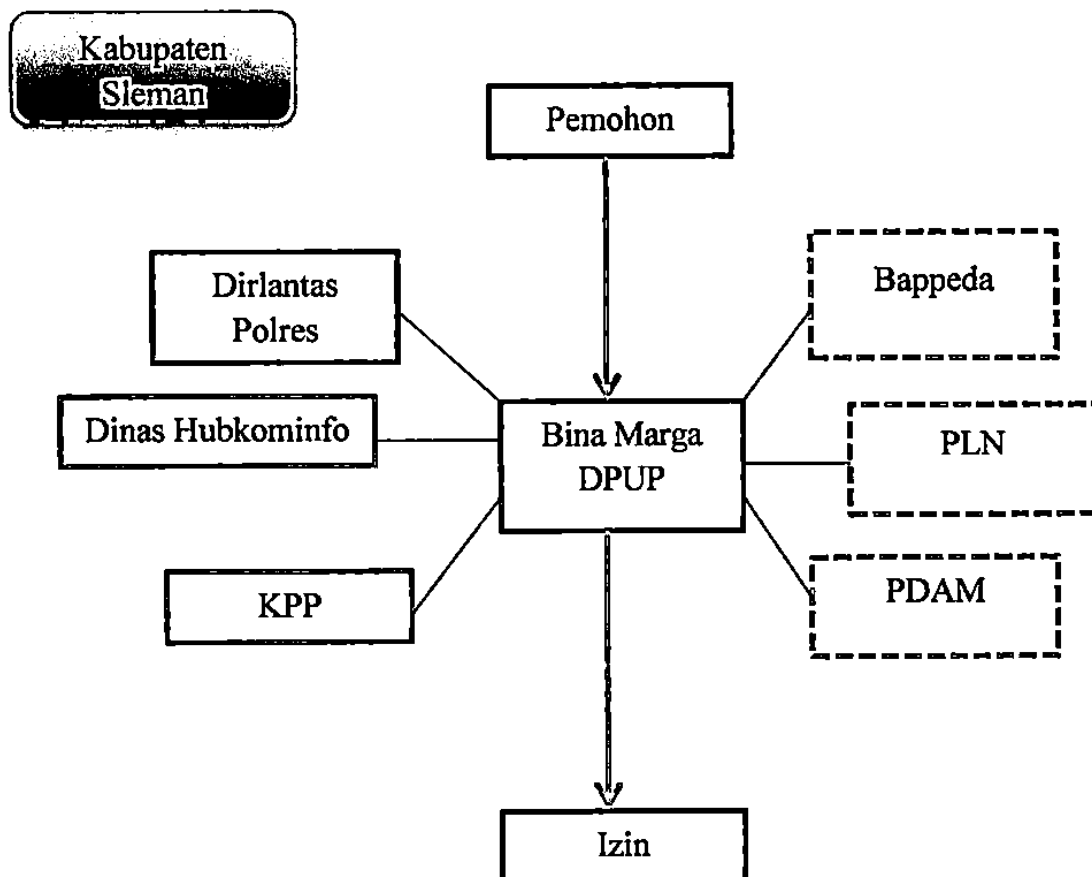 Kabupaten
Sleman
Pemohon
Dirlantas
Polres
Bappeda
Dinas Hubkominfo
Bina Marga
DPUP
PLN
KPP
PDAM
Izin